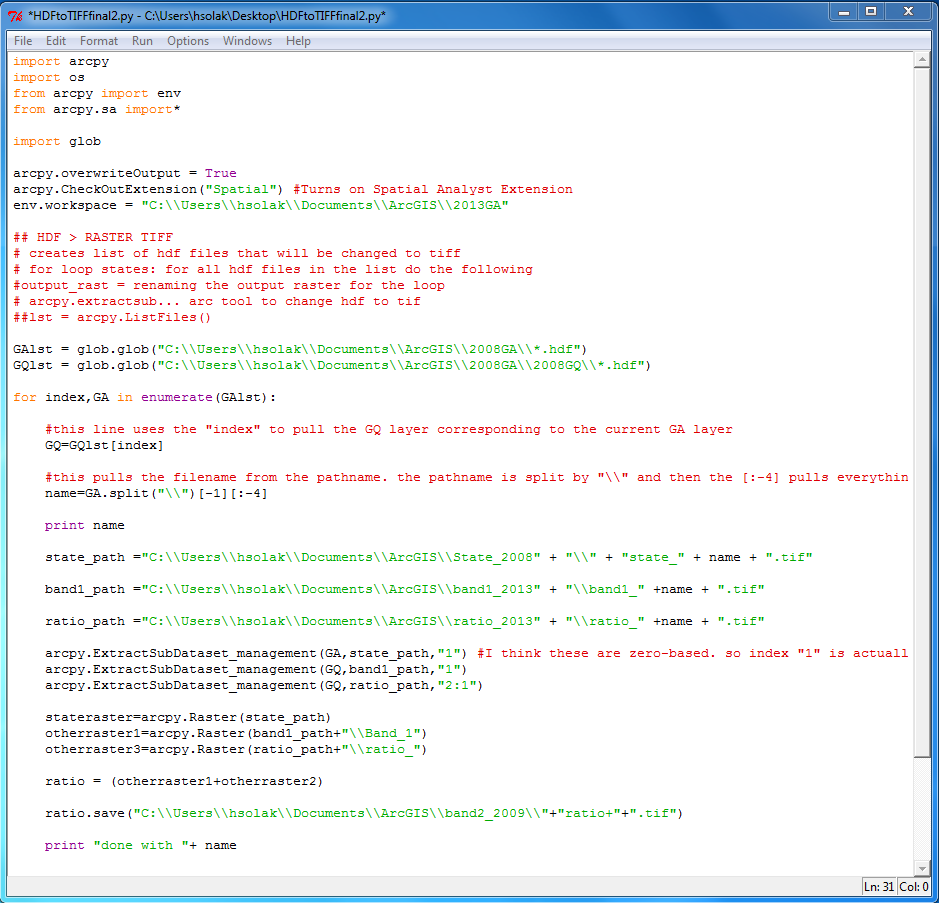 *HDFtoTIFFfinal2.py - C:\Users\hsolak\Desktop\HDFtoTIFFfinal2.py*
File Edit Format Run Options Windows Help
import arcpy
import os
from arcpy import env
from arcpy.sa import*
import glob
arcpy.overwriteOutput = True
arcpy.CheckOutExtension("Spatial") #Turns on Spatial Analyst Extension
env.workspace = "C:\\Users\\hsolak\\Documents\\ArcGIS\\2013GA"
## HDF > RASTER TIFF
# creates list of hdf files that will be changed to tiff
# for loop states: for all hdf files in the list do the following
#output_rast = renaming the output raster for the loop
# arcpy.extractsub... arc tool to change hdf to tif
##lst = arcpy.ListFiles()
GAlst = glob.glob("C:\\Users\\hsolak\\Documents\\ArcGIS\\2008GA\\*.hdf")
GQlst = glob.glob("C:\\Users\\hsolak\\Documents\\ArcGIS\\2008GA\\2008GQ\\*.hdf")
for index,GA in enumerate(GAlst):
    #this line uses the "index" to pull the GQ layer corresponding to the current GA layer
    GQ=GQlst[index]
    #this pulls the filename from the pathname. the pathname is split by "\\" and then the [:-4] pulls everythin
    name=GA.split("\\")[-1][:-4]
    print name
    state_path ="C:\\Users\\hsolak\\Documents\\ArcGIS\\State_2008" + "\\" + "state_" + name + ".tif"
    band1_path ="C:\\Users\\hsolak\\Documents\\ArcGIS\\band1_2013" + "\\band1_" +name + ".tif"
    ratio_path ="C:\\Users\\hsolak\\Documents\\ArcGIS\\ratio_2013" + "\\ratio_" +name + ".tif"
    arcpy.ExtractSubDataset_management(GA,state_path,"1") #I think these are zero-based. so index "1" is actuall
    arcpy.ExtractSubDataset_management(GQ,band1_path,"1")
    arcpy.ExtractSubDataset_management(GQ,ratio_path,"2:1")
    stateraster=arcpy.Raster(state_path)
    otherraster1=arcpy.Raster(band1_path+"\\Band_1")
    otherraster3=arcpy.Raster(ratio_path+"\\ratio_")
    ratio = (otherraster1+otherraster2)
    ratio.save("C:\\Users\\hsolak\\Documents\\ArcGIS\\band2_2009\\"+"ratio+"+".tif")
    print "done with "+ name
Ln: 31 Col: 0